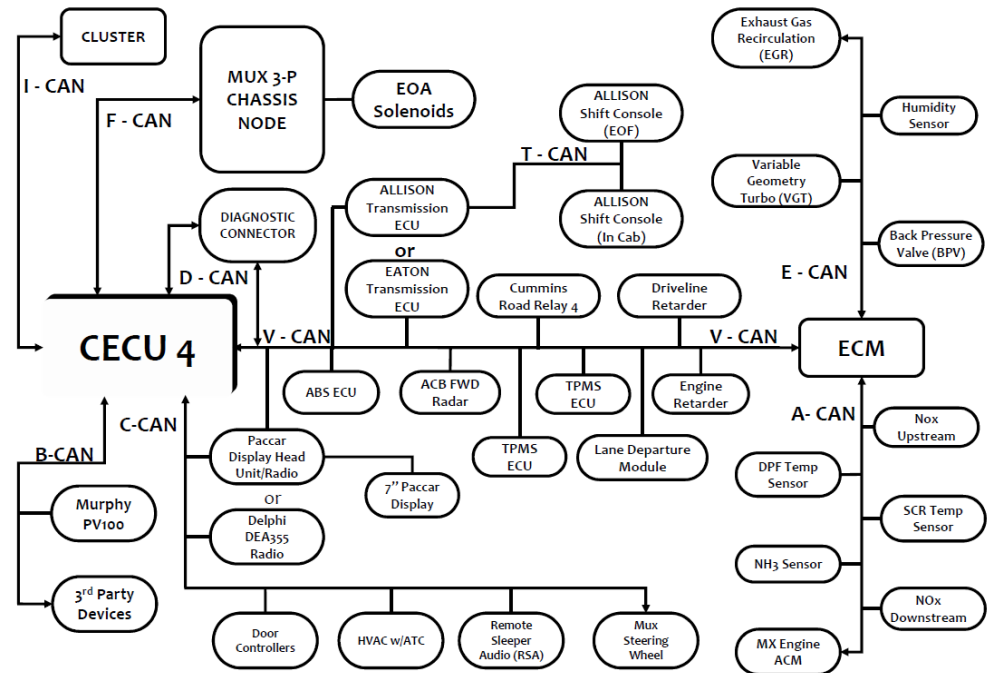 CLUSTER
I - CAN
MUX 3-P
CHASSIS
NODE
F - CAN
EOA
Solenoids
ALLISON
Shift Console
(EOF)
T - CAN
ALLISON
Shift Console
(In Cab)
ALLISON
Transmission
ECU
or
EATON
Transmission
ECU
DIAGNOSTIC
CONNECTOR
D - CAN
Exhaust Gas
Recirculation
(EGR)
Humidity
Sensor
Variable
Geometry
Turbo (VGT)
Back Pressure
Valve (BPV)
E - CAN
Cummins
Road Relay 4
Driveline
Retarder
CECU 4
V - CAN
V - CAN
ECM
ABS ECU
ACB FWD
Radar
TPMS
ECU
Engine
Retarder
TPMS
ECU
Lane Departure
Module
C-CAN
B-CAN
Paccar
Display Head
Unit/Radio
7” Paccar
Display
or
Delphi
DEA355
Radio
Murphy
PV100
3rd Party
Devices
A- CAN
Nox
Upstream
DPF Temp
Sensor
SCR Temp
Sensor
NH3 Sensor
NOx
Downstream
MX Engine
ACM
Door
Controllers
HVAC w/ATC
Remote
Sleeper
Audio (RSA)
Mux
Steering
Wheel